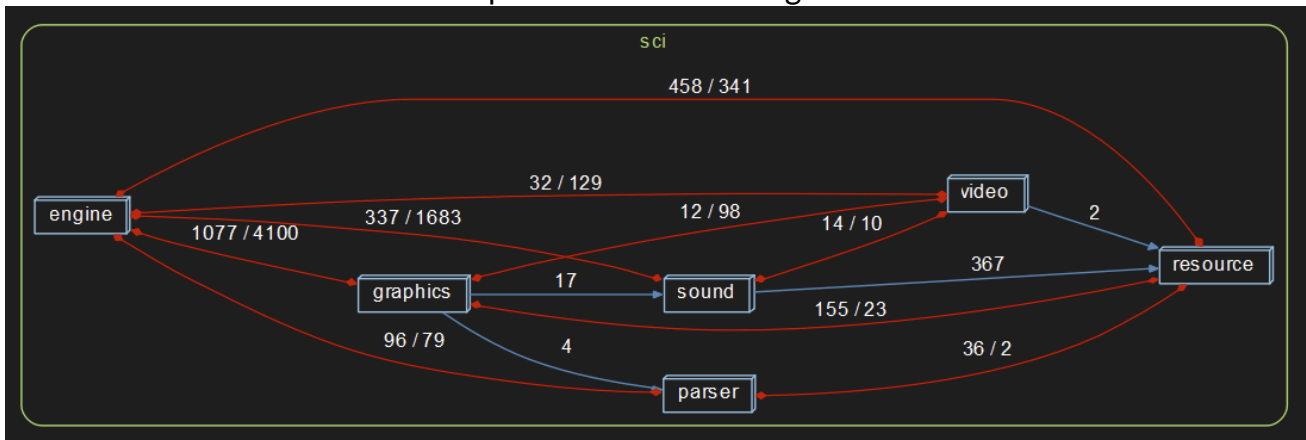 sci
458 / 341
32 / 129
video
engine
337 / 1683
12 / 98
14 / 10
2
1077 / 4100
resource
367
graphics
17
sound
155 / 23
96 / 79
4
36 / 2
parser